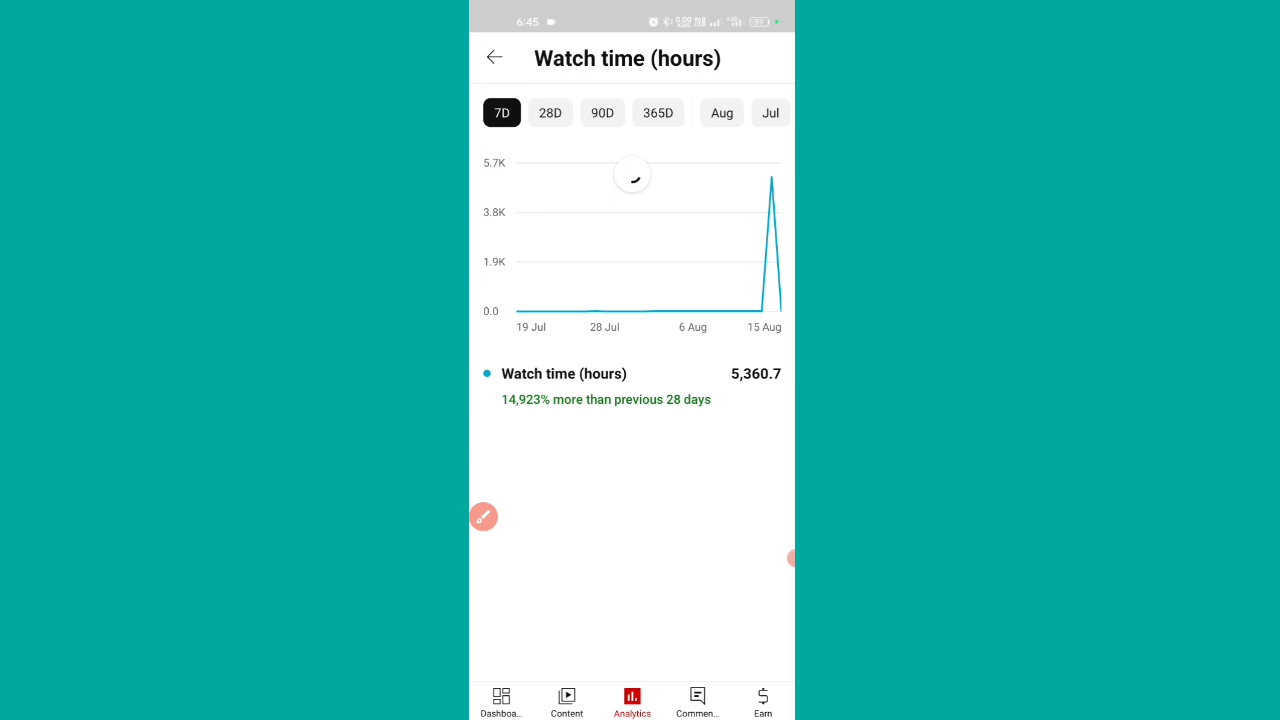 6:45
Watch time (hours)
7D 28D 90D 365D Aug Jul
5.7K
3.8K
1.9K
0.0
19 Jul 28 Jul 6 Aug 15 Aug
Watch time (hours) 5,360.7
14,923% more than previous 28 days
Dashboa... Content Analytics Commen... Earn